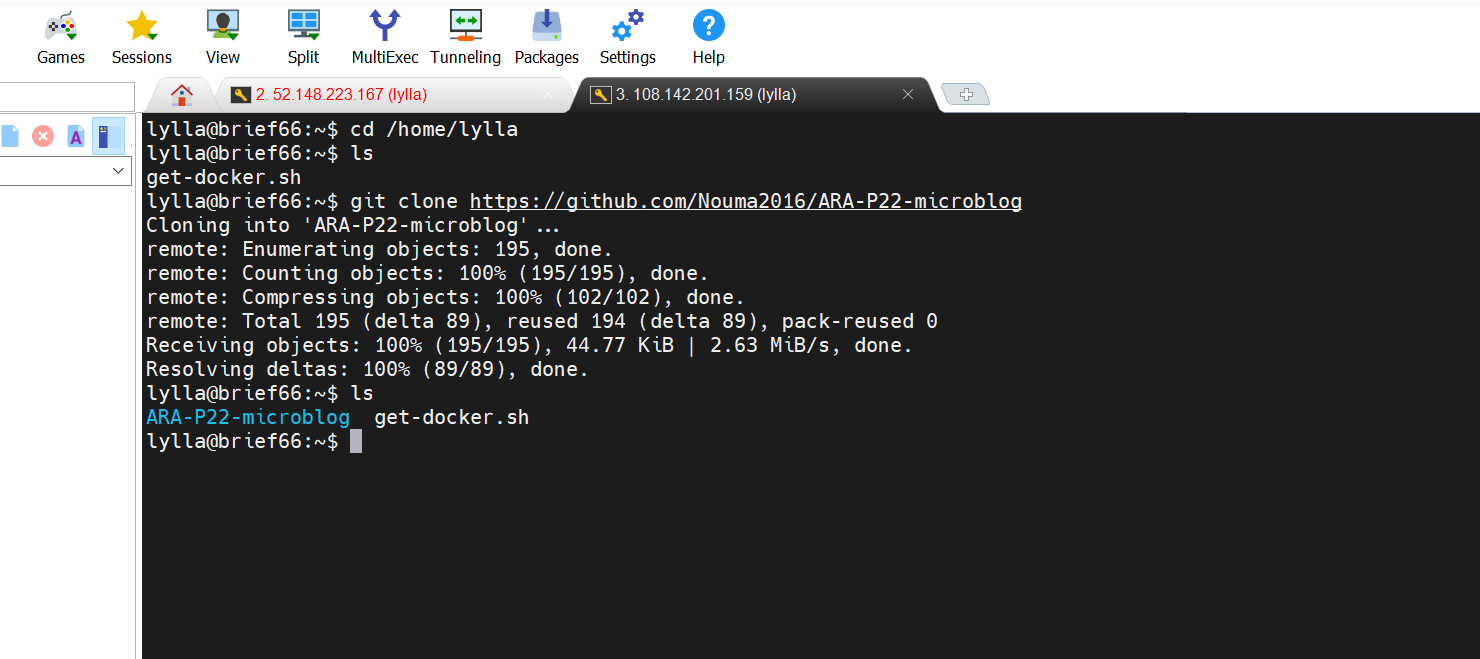 Games Sessions View Split MultiExec Tunneling Packages Settings Help
2. 52.148.223.167 (lylla) 3. 108.142.201.159 (lylla)
lylla@brief66:~$ cd /home/lylla
lylla@brief66:~$ ls
get-docker.sh
lylla@brief66:~$ git clone https://github.com/Nouma2016/ARA-P22-microblog
Cloning into 'ARA-P22-microblog'...
remote: Enumerating objects: 195, done.
remote: Counting objects: 100% (195/195), done.
remote: Compressing objects: 100% (102/102), done.
remote: Total 195 (delta 89), reused 194 (delta 89), pack-reused 0
Receiving objects: 100% (195/195), 44.77 KiB | 2.63 MiB/s, done.
Resolving deltas: 100% (89/89), done.
lylla@brief66:~$ ls
ARA-P22-microblog  get-docker.sh
lylla@brief66:~$